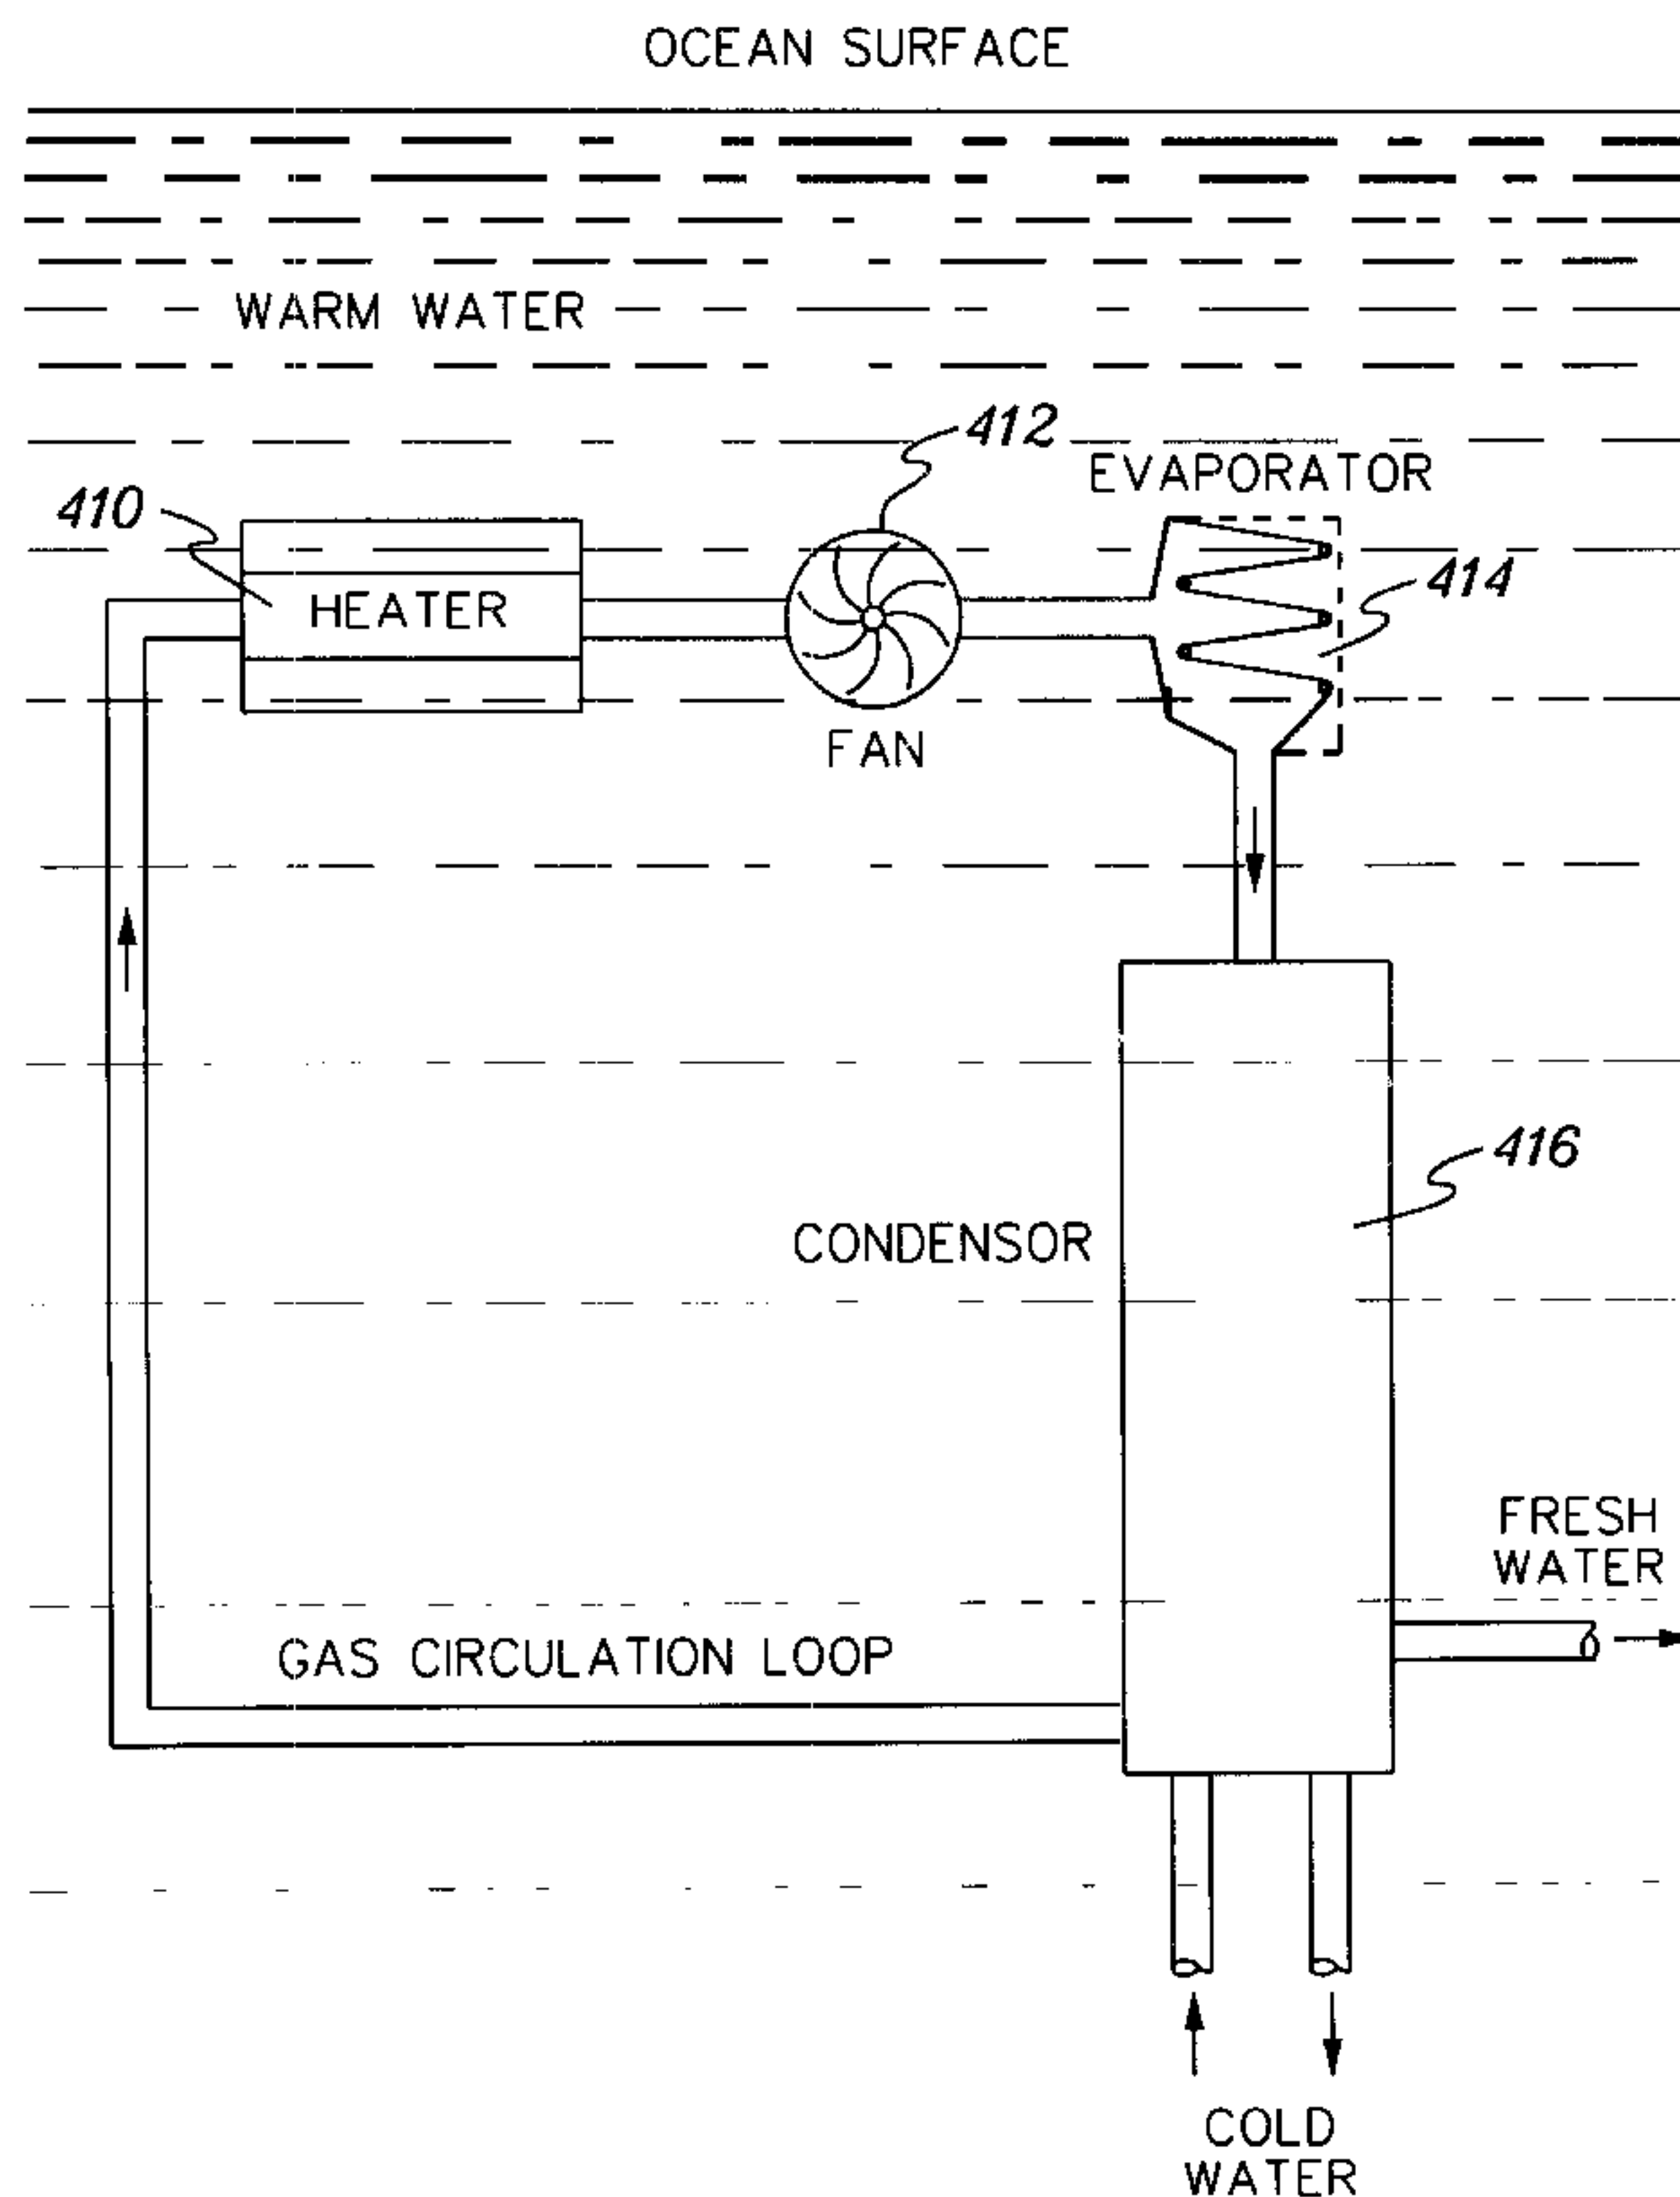 OCEAN SURFACE
WARM WATER
412
EVAPORATOR
410
414
HEATER
FAN
416
CONDENSOR
FRESH
WATER
GAS CIRCULATION LOOP
COLD
WATER